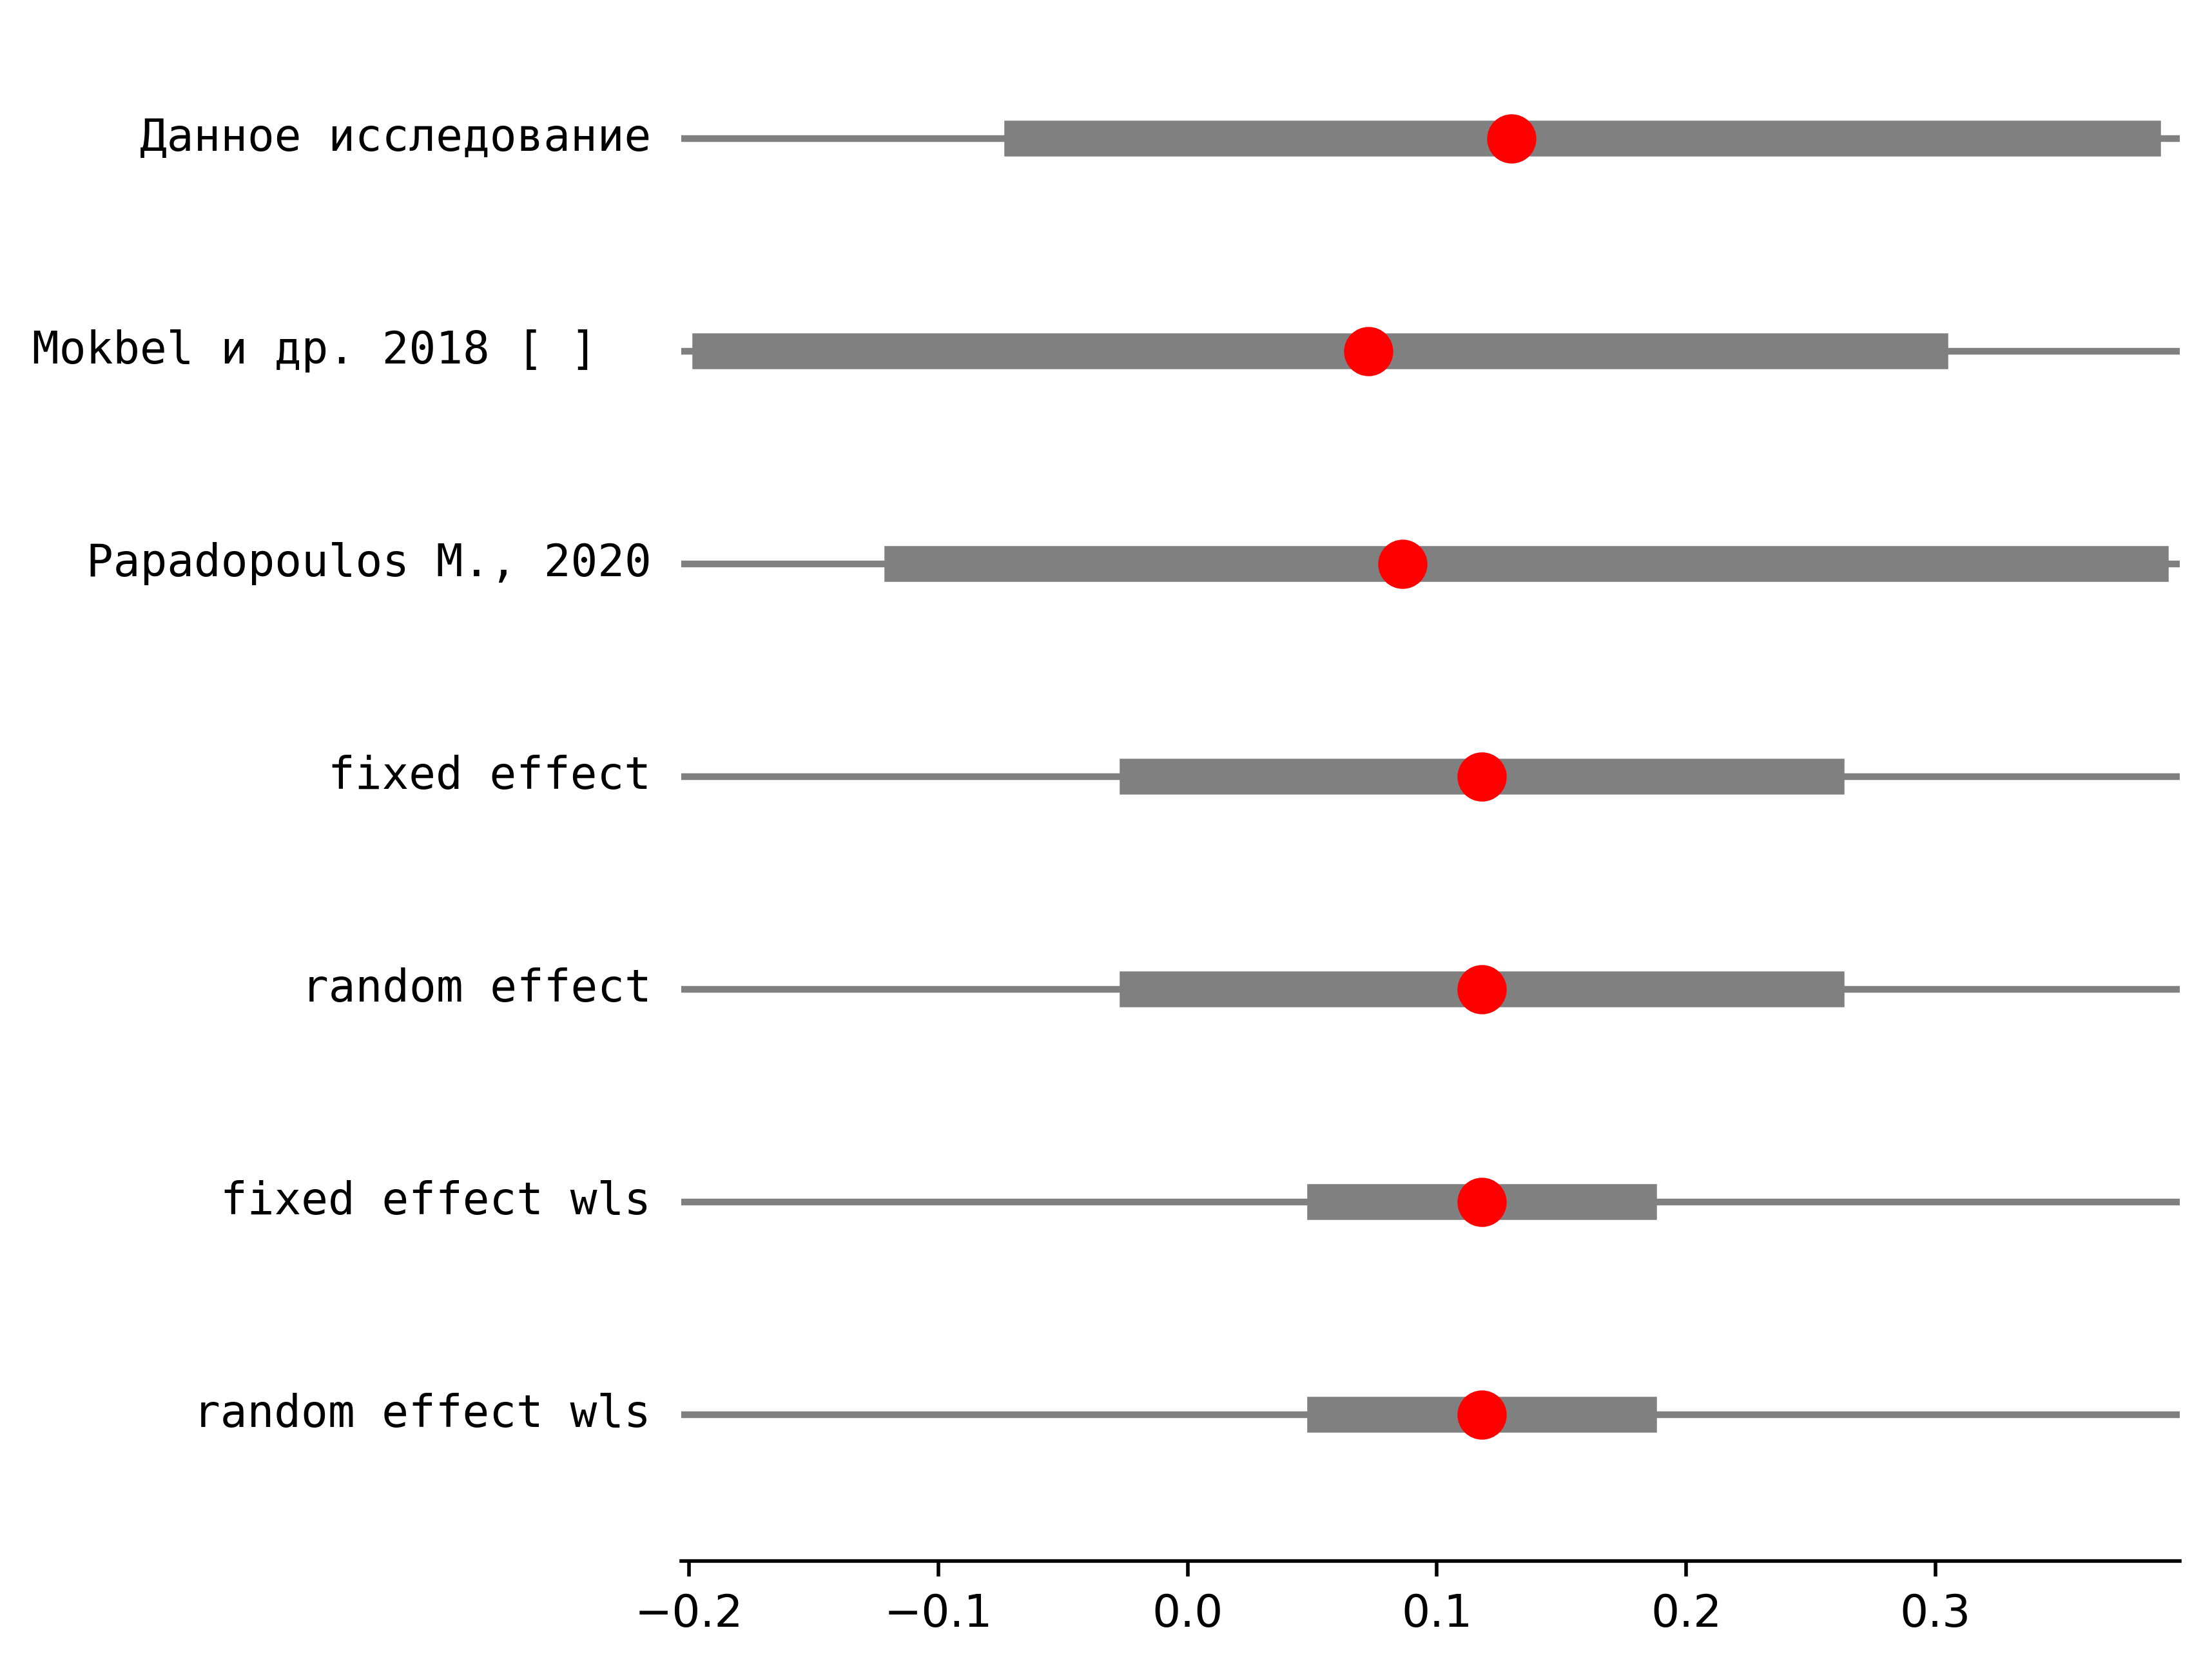 Данное исследование
Mokbel и др. 2018 [ ]
Papadopoulos M., 2020
fixed effect
random effect
fixed effect wls
random effect wls
−0.2 −0.1 0.0 0.1 0.2 0.3